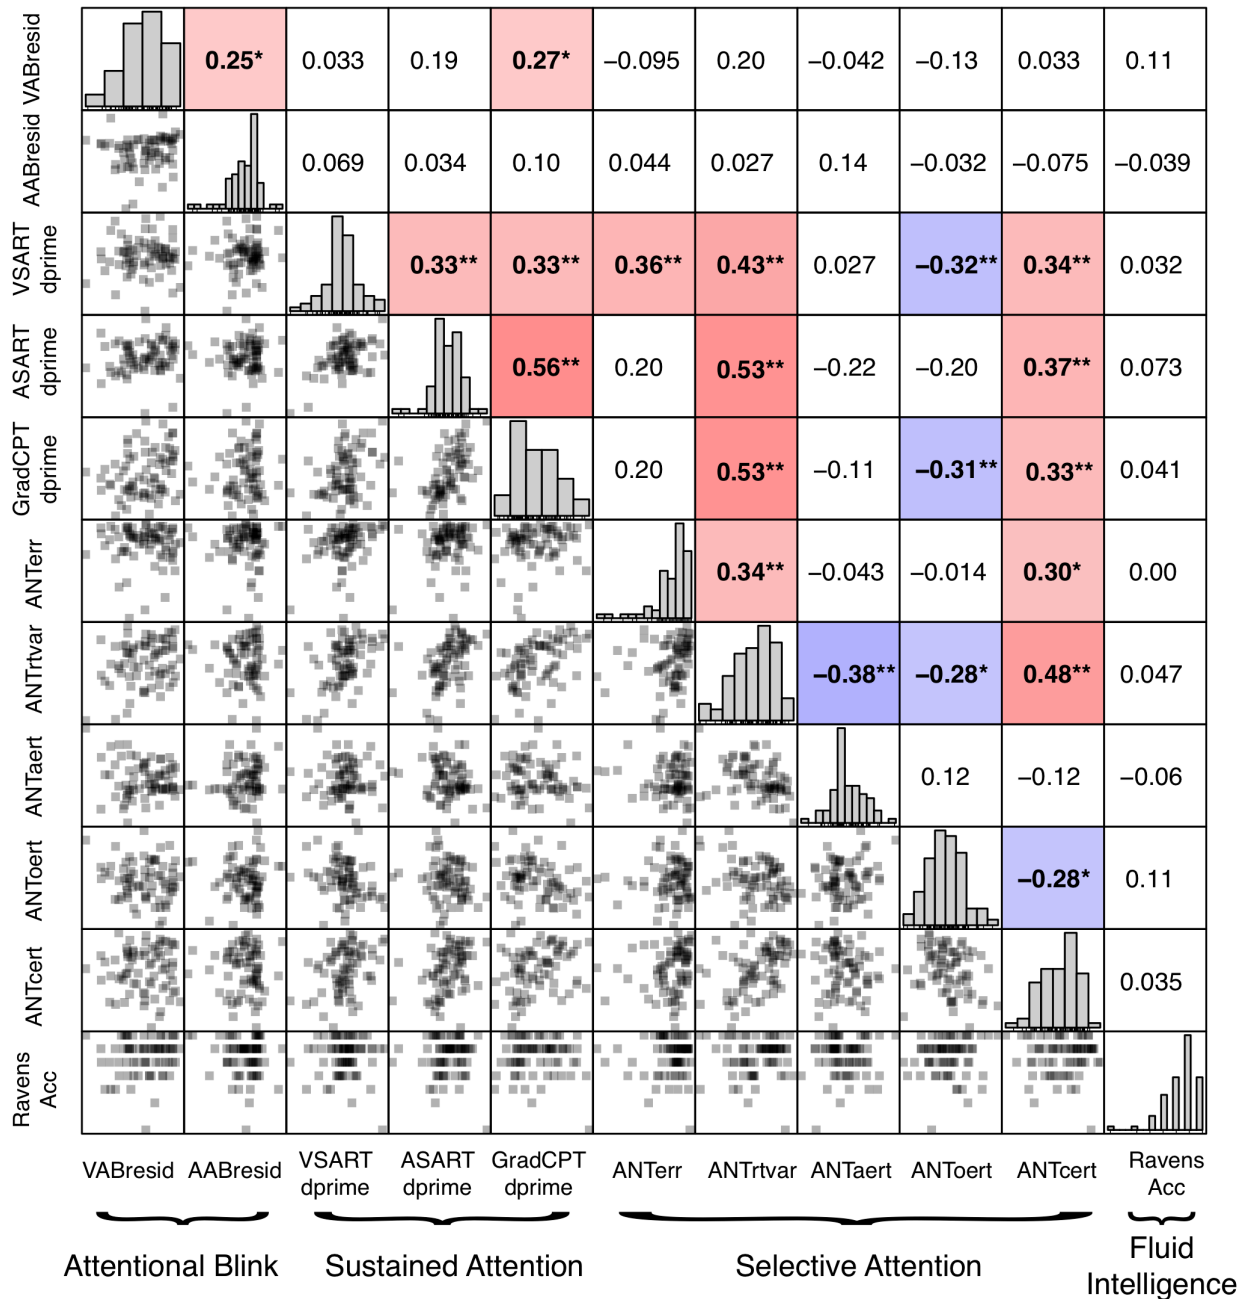 VABresid 0.25* 0.033 0.19 0.27* −0.095 0.20 −0.042 −0.13 0.033 0.11
AABresid 0.069 0.034 0.10 0.044 0.027 0.14 −0.032 −0.075 −0.039
VSART
dprime
0.33** 0.33** 0.36** 0.43** 0.027 −0.32** 0.34** 0.032
ASART
dprime
0.56** 0.20 0.53** −0.22 −0.20 0.37** 0.073
GradCPT
dprime
0.20 0.53** −0.11 −0.31** 0.33** 0.041
ANTerr 0.34** −0.043 −0.014 0.30* 0.00
ANTrtvar −0.38** −0.28* 0.48** 0.047
ANTaert 0.12 −0.12 −0.06
ANToert −0.28* 0.11
ANTcert 0.035
Ravens
Acc
VABresid AABresid VSART
dprime
ASART
dprime
GradCPT
dprime
ANTerr ANTrtvar ANTaert ANToert ANTcert Ravens
Acc
Attentional Blink Sustained Attention Selective Attention Fluid
Intelligence